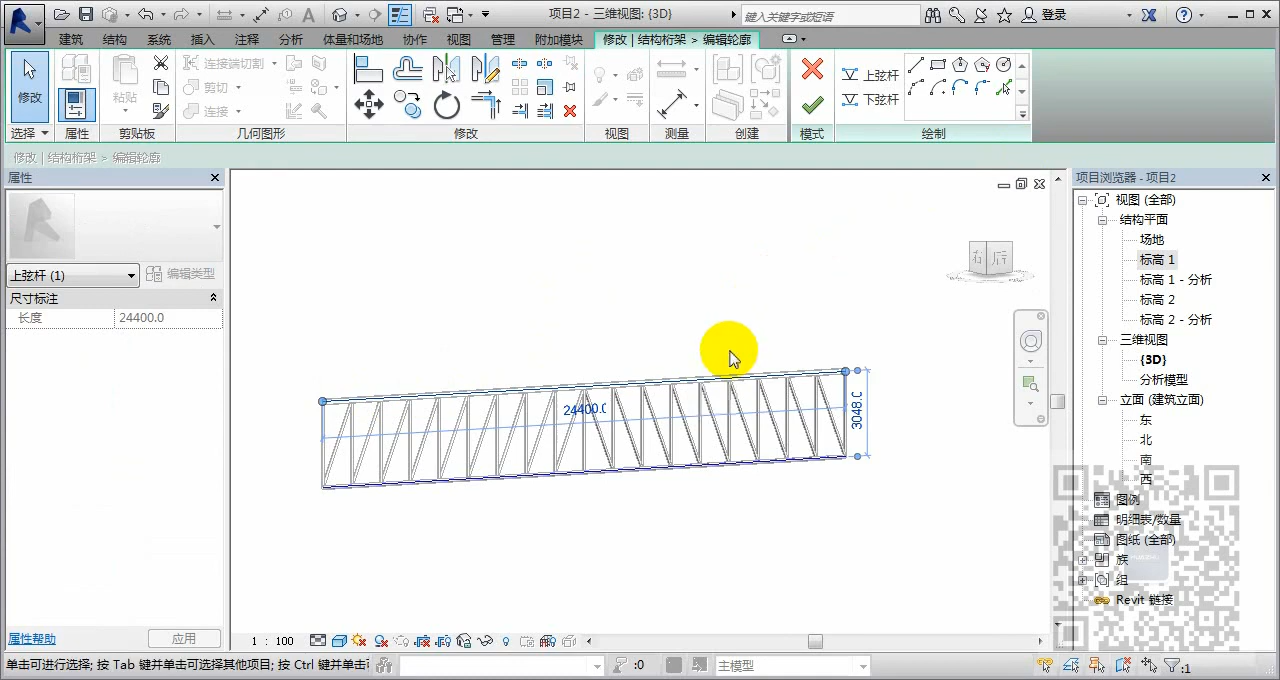 项目2 - 三维视图: {3D}
键入关键字或短语
登录
建筑 结构 系统 插入 注释 分析 体量和场地 协作 视图 管理 附加模块 修改 | 结构桁架 > 编辑轮廓
修改
粘贴
连接端切割
剪切
连接
上弦杆
下弦杆
选择 属性 剪贴板 几何图形 修改 视图 测量 创建 模式 绘制
修改 | 结构桁架 > 编辑轮廓
属性
上弦杆 (1)
编辑类型
尺寸标注
长度 24400.0
属性帮助
应用
右 后
24400.0
3048.0
项目浏览器 - 项目2
视图 (全部)
结构平面
场地
标高 1
标高 1 - 分析
标高 2
标高 2 - 分析
三维视图
{3D}
分析模型
立面 (建筑立面)
东
北
南
西
图例
明细表/数量
图纸 (全部)
族
组
Revit 链接
1 : 100
单击可进行选择; 按 Tab 键并单击可选择其他项目; 按 Ctrl 键并单击
:0
主模型
:1